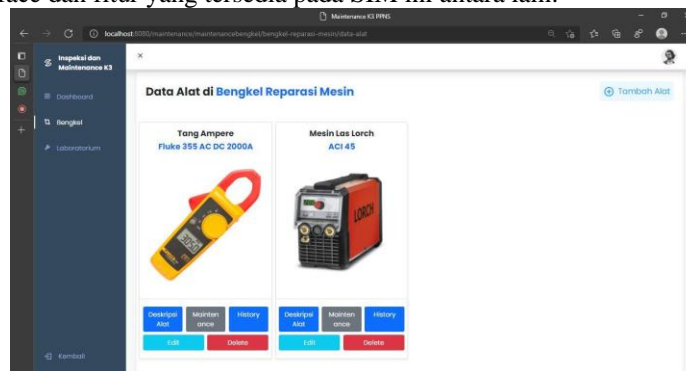 face dan fitur yang tersedia pada SIM ini antara lain:
Maintenance K3 PPNS
localhost:8000/maintenance/maintenancebengkel/bengkel-reparasi-mesin/data-alat
Inspeksi dan
Maintenance K3
×
Dashboard
Bengkel
Laboratorium
Kembali
Data Alat di Bengkel Reparasi Mesin
Tambah Alat
Tang Ampere
Fluke 355 AC DC 2000A
Deskripsi
Alat
Mainten
ance
History
Edit
Delete
Mesin Las Lorch
ACI 45
LORCH
Deskripsi
Alat
Mainten
ance
History
Edit
Delete